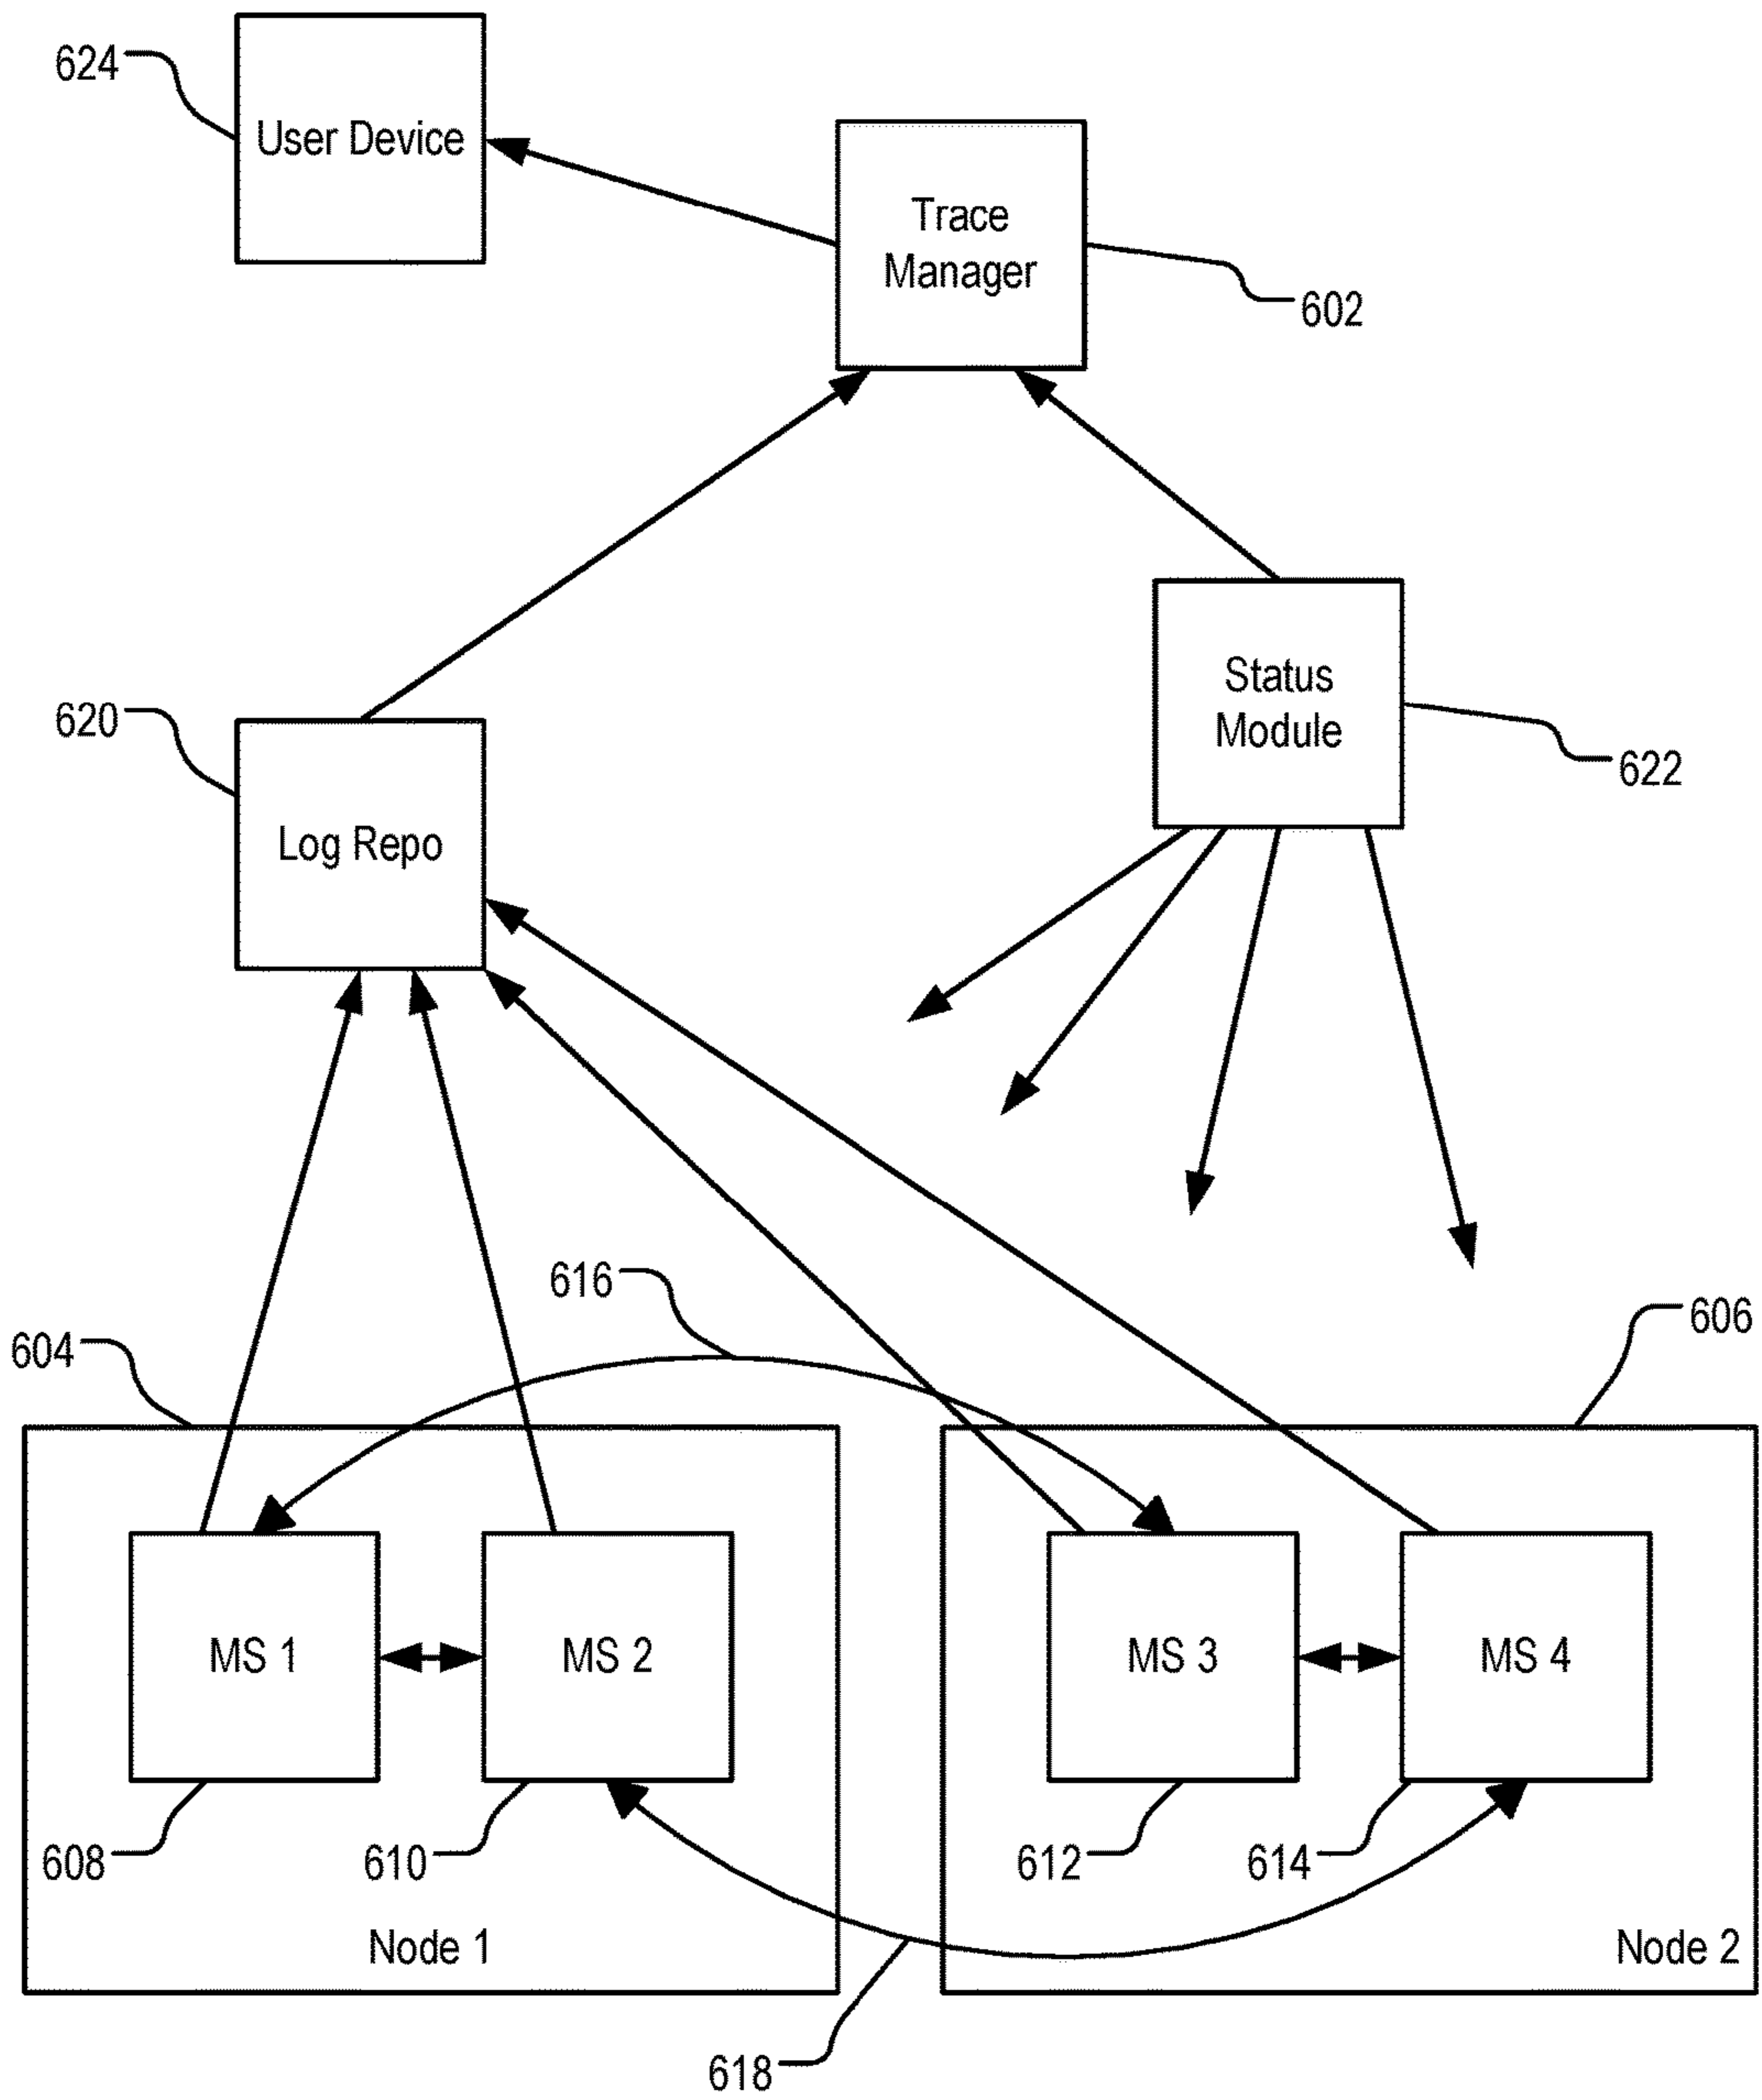 624
User Device
Trace
Manager
602
Status
Module
622
620
Log Repo
616
606
604
MS 1
MS 2
MS 3
MS 4
608
610
612
614
Node 1
Node 2
618